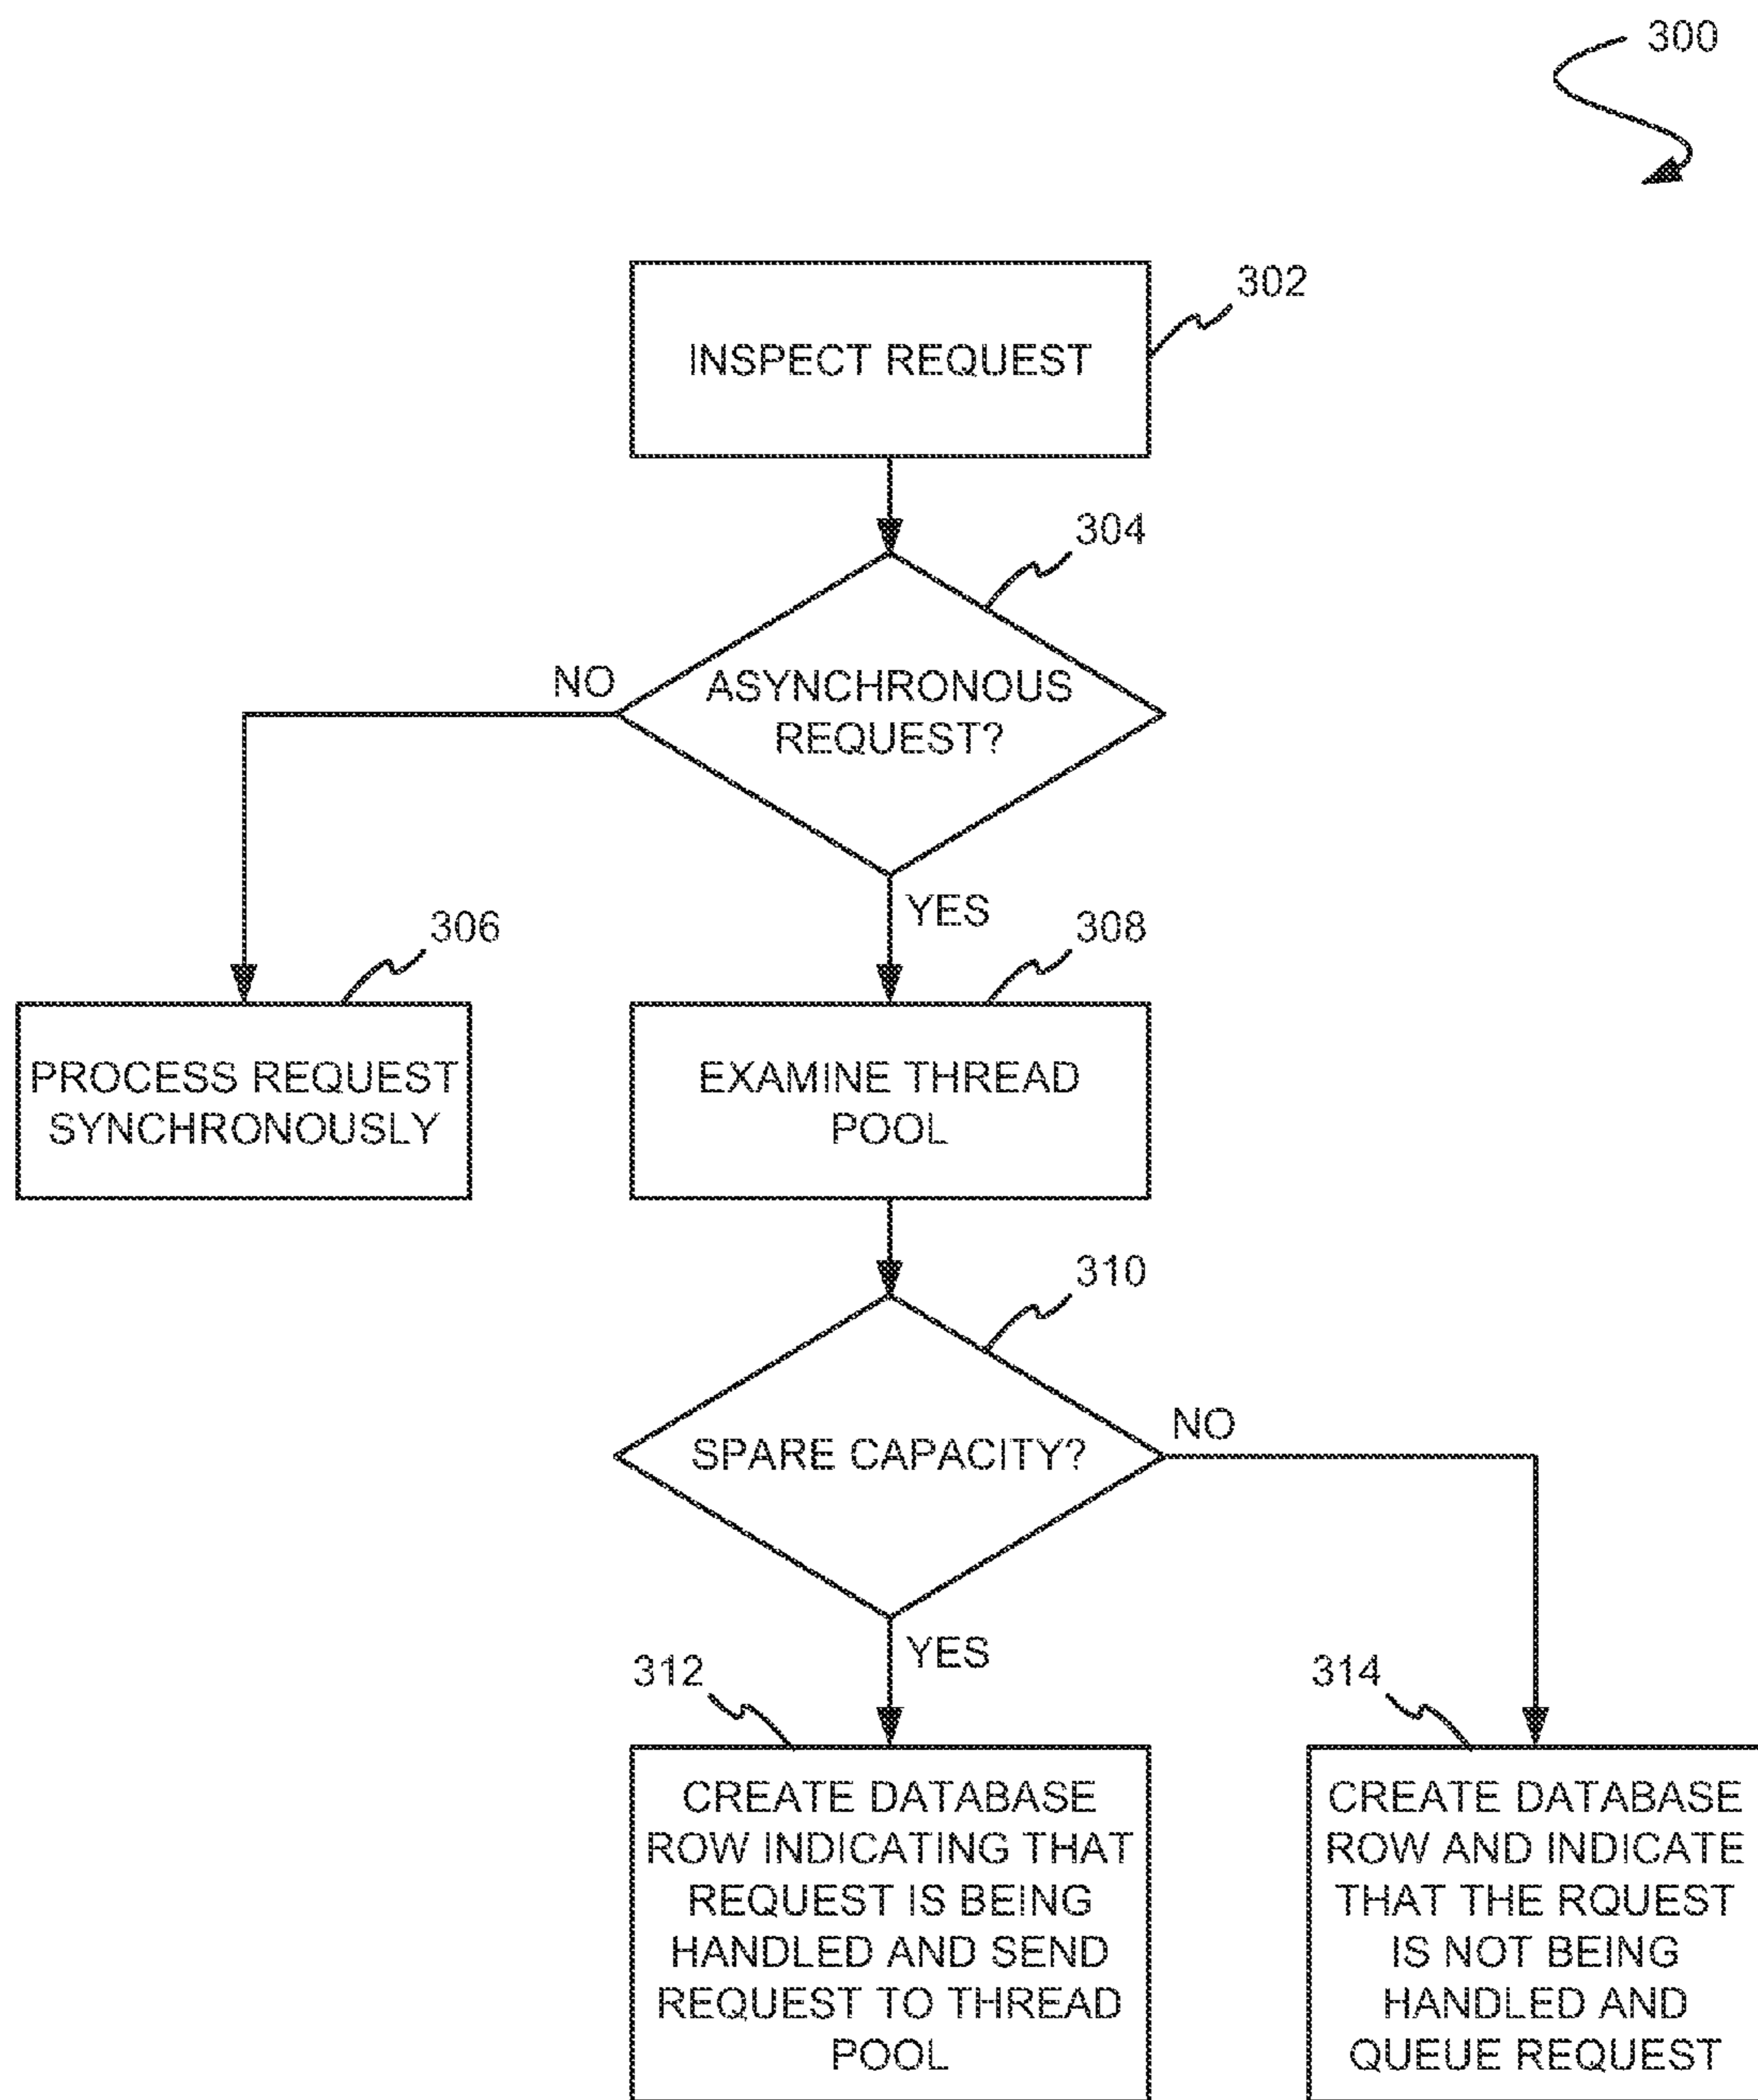 300
302
INSPECT REQUEST
304
NO
ASYNCHRONOUS
REQUEST?
YES
306
308
PROCESS REQUEST
SYNCHRONOUSLY
EXAMINE THREAD
POOL
310
NO
SPARE CAPACITY?
YES
312
314
CREATE DATABASE
ROW INDICATING THAT
REQUEST IS BEING
HANDLED AND SEND
REQUEST TO THREAD
POOL
CREATE DATABASE
ROW AND INDICATE
THAT THE RQUEST
IS NOT BEING
HANDLED AND
QUEUE REQUEST